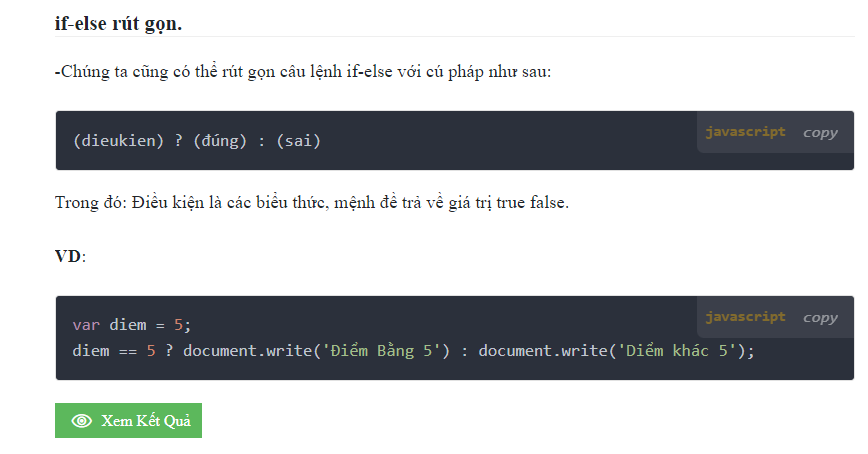 if-else rút gọn.
-Chúng ta cũng có thể rút gọn câu lệnh if-else với cú pháp như sau:
javascript copy
(dieukien) ? (đúng) : (sai)
Trong đó: Điều kiện là các biểu thức, mệnh đề trả về giá trị true false.
VD:
javascript copy
var diem = 5;
diem == 5 ? document.write('Điểm Bằng 5') : document.write('Diểm khác 5');
Xem Kết Quả